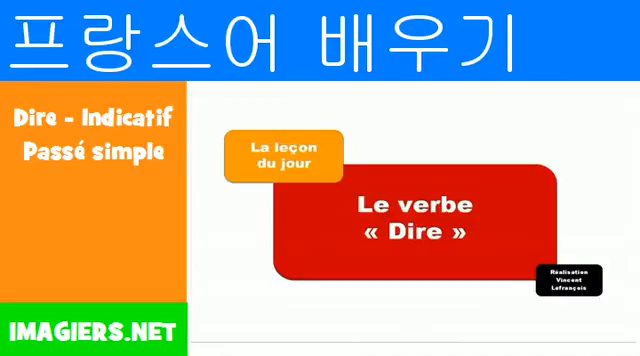 프랑스어 배우기
Dire - Indicatif
Passé simple
La leçon
du jour
Le verbe
« Dire »
Réalisation
Vincent
Lefrançois
IMAGIERS.NET